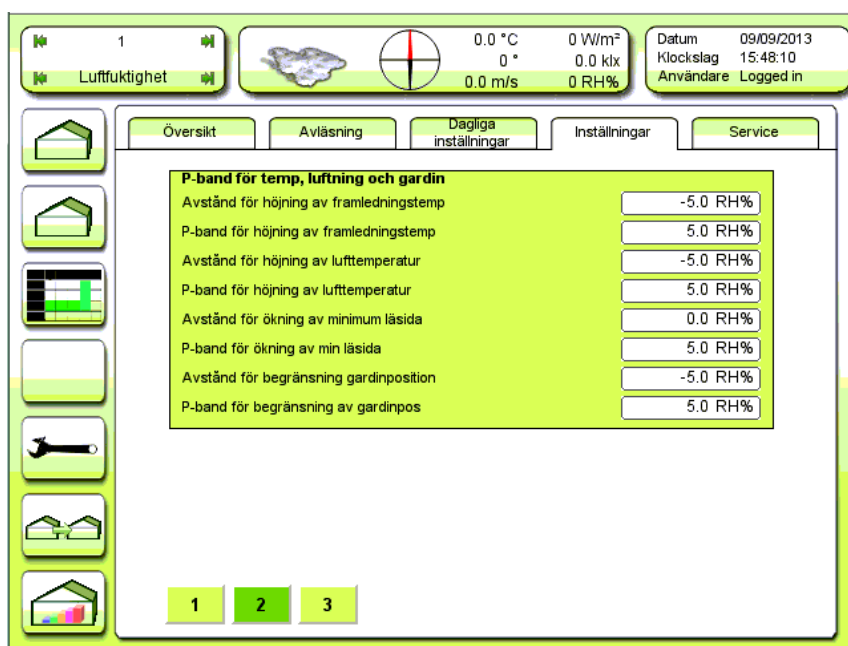 1
Luftfuktighet
0.0 °C 0 W/m²
0 ° 0.0 klx
0.0 m/s 0 RH%
Datum 09/09/2013
Klockslag 15:48:10
Användare Logged in
Översikt
Avläsning
Dagliga
inställningar
Inställningar
Service
P-band för temp, luftning och gardin
Avstånd för höjning av framledningstemp -5.0 RH%
P-band för höjning av framledningstemp 5.0 RH%
Avstånd för höjning av lufttemperatur -5.0 RH%
P-band för höjning av lufttemperatur 5.0 RH%
Avstånd för ökning av minimum läsida 0.0 RH%
P-band för ökning av min läsida 5.0 RH%
Avstånd för begränsning gardinposition -5.0 RH%
P-band för begränsning av gardinpos 5.0 RH%
1 2 3